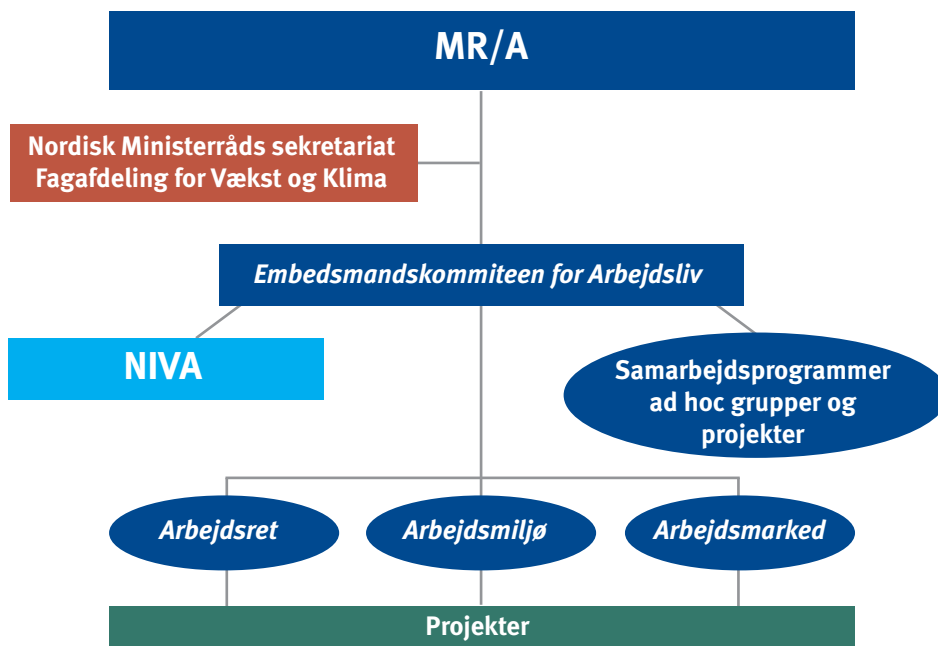 MR/A
Nordisk Ministerråds sekretariat
Fagafdeling for Vækst og Klima
Embedsmandskommiteen for Arbejdsliv
NIVA
Samarbejdsprogrammer
ad hoc grupper og
projekter
Arbejdsret
Arbejdsmiljø
Arbejdsmarked
Projekter